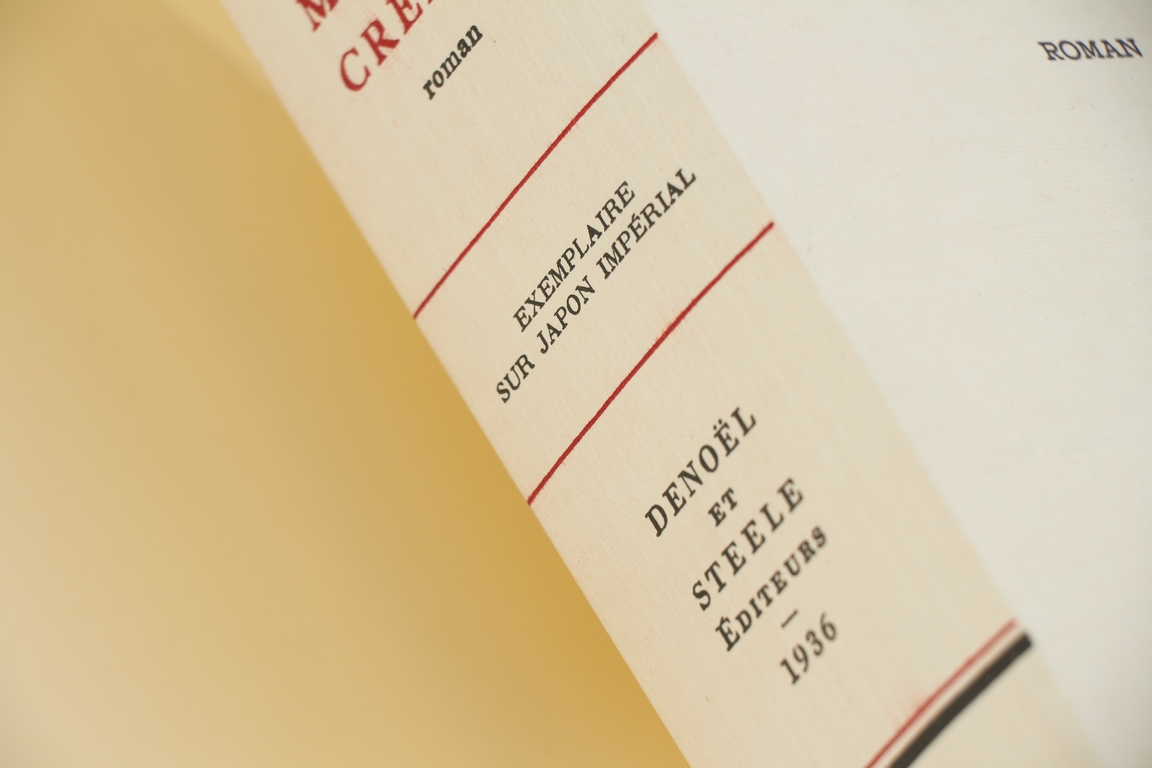 roman
EXEMPLAIRE
SUR JAPON IMPÉRIAL
DENOËL
ET
STEELE
ÉDITEURS
—
1936
ROMAN